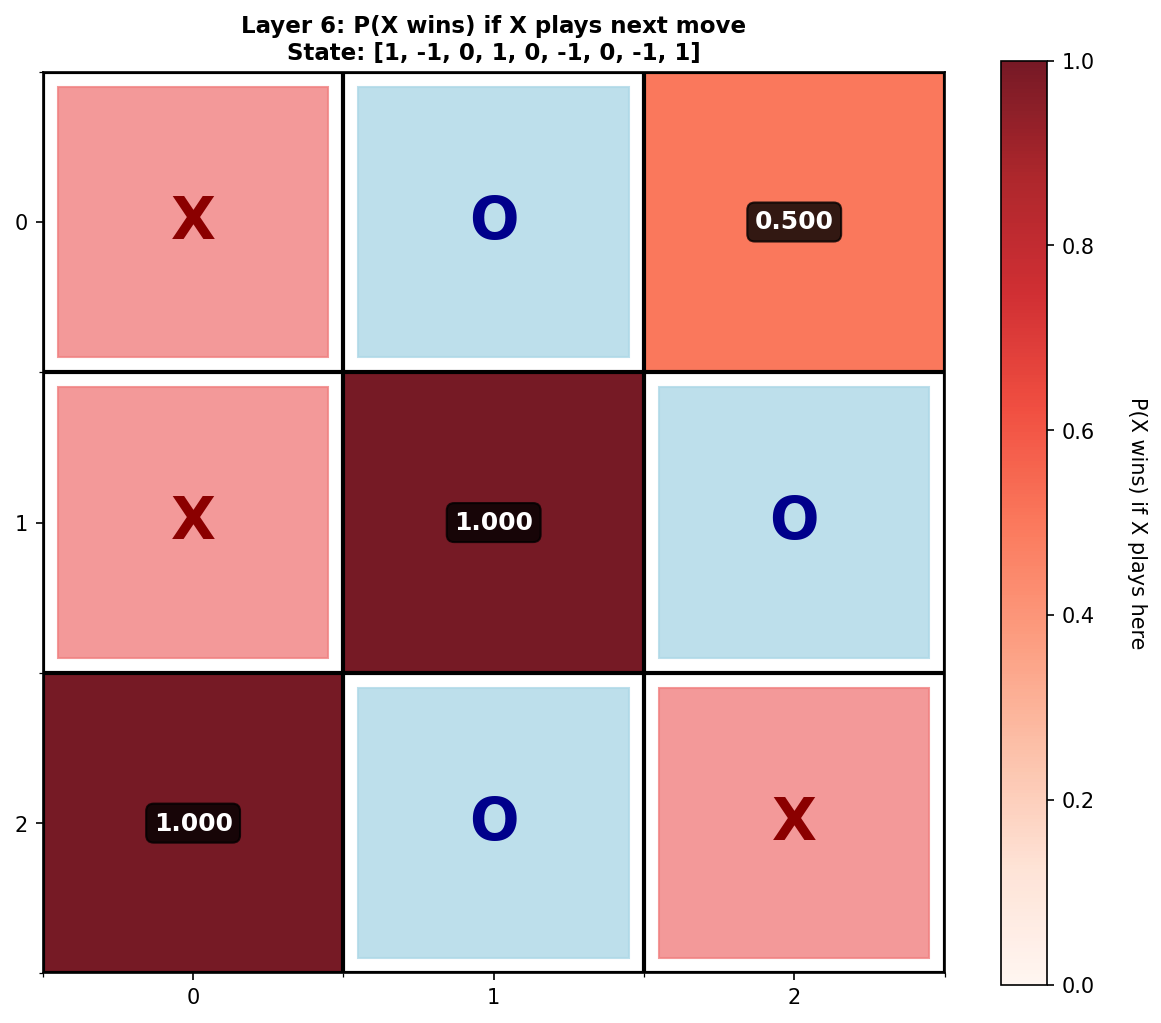 Layer 6: P(X wins) if X plays next move
State: [1, -1, 0, 1, 0, -1, 0, -1, 1]
X
O
0.500
X
1.000
O
1.000
O
X
0
1
2
0
1
2
1.0
0.8
0.6
0.4
0.2
0.0
P(X wins) if X plays here